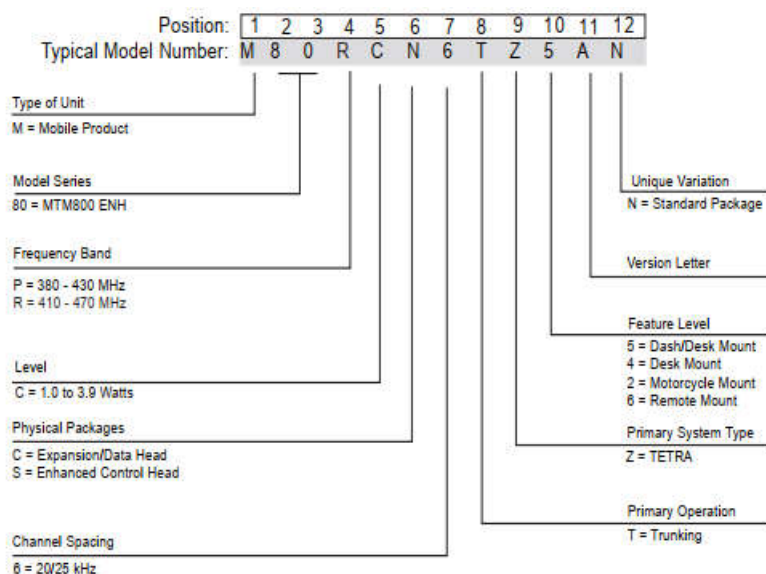 Position: 1 2 3 4 5 6 7 8 9 10 11 12
Typical Model Number: M 8 0 R C N 6 T Z 5 A N
Type of Unit
M = Mobile Product
Model Series
80 = MTM800 ENH
Frequency Band
P = 380 - 430 MHz
R = 410 - 470 MHz
Level
C = 1.0 to 3.9 Watts
Physical Packages
C = Expansion/Data Head
S = Enhanced Control Head
Channel Spacing
6 = 20/25 kHz
Unique Variation
N = Standard Package
Version Letter
Feature Level
5 = Dash/Desk Mount
4 = Desk Mount
2 = Motorcycle Mount
6 = Remote Mount
Primary System Type
Z = TETRA
Primary Operation
T = Trunking